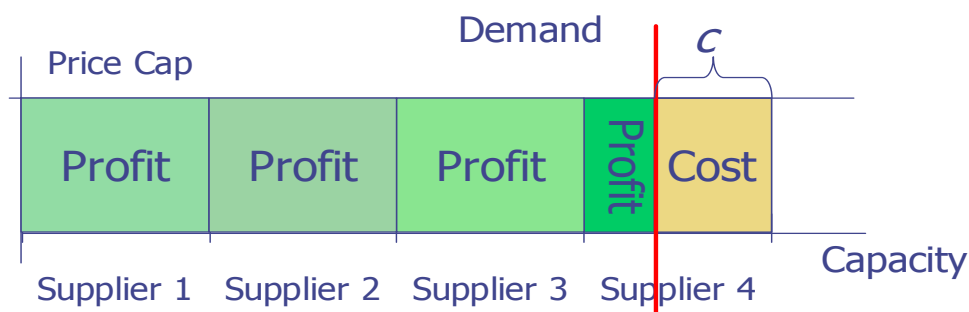 Demand
C
Price Cap
Profit Profit Profit Profit Cost
Capacity
Supplier 1 Supplier 2 Supplier 3 Supplier 4